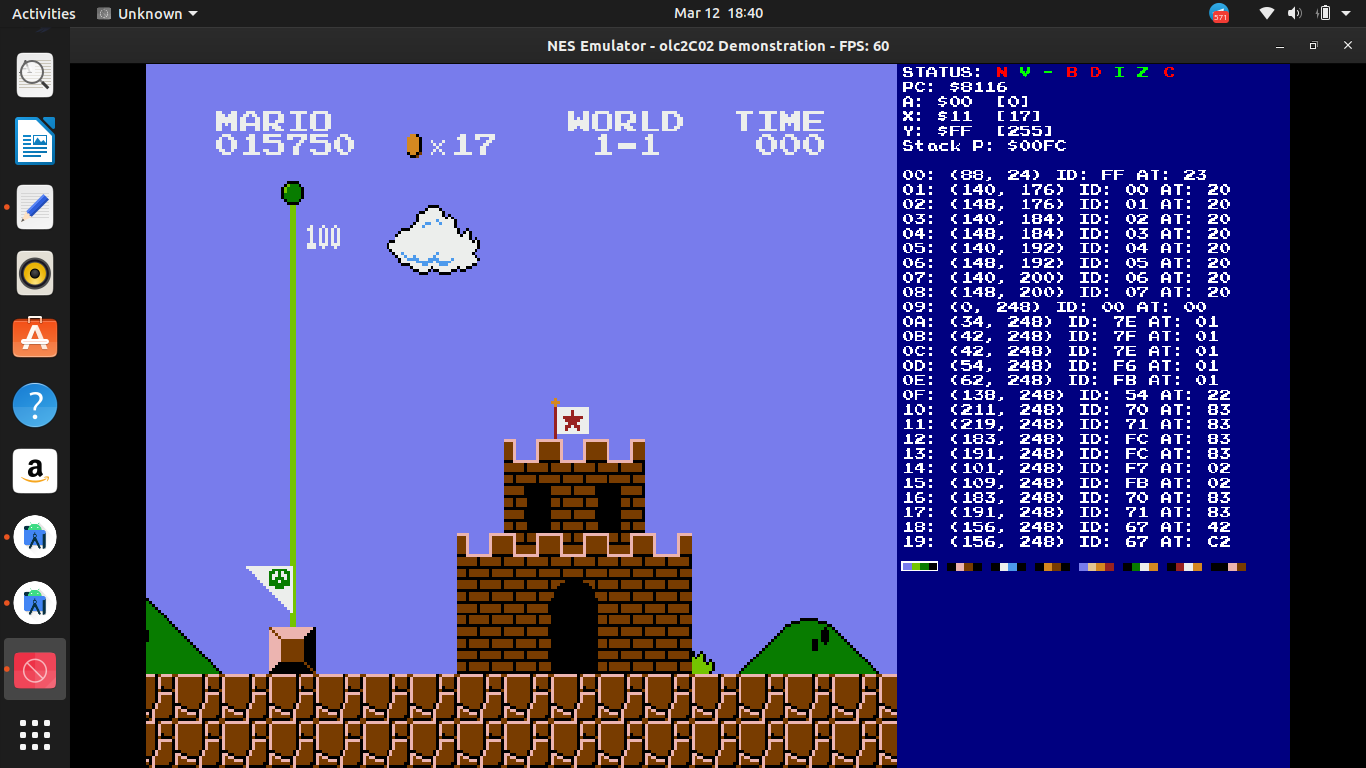 Activities
Unknown
Mar 12 18:40
571
NES Emulator - olc2C02 Demonstration - FPS: 60
MARIO
015750
×17
WORLD
1-1
TIME
000
100
STATUS: N V - B D I Z C
PC: $8116
A: $00 [0]
X: $11 [17]
Y: $FF [255]
Stack P: $00FC
00: (88, 24) ID: FF AT: 23
01: (140, 176) ID: 00 AT: 20
02: (148, 176) ID: 01 AT: 20
03: (140, 184) ID: 02 AT: 20
04: (148, 184) ID: 03 AT: 20
05: (140, 192) ID: 04 AT: 20
06: (148, 192) ID: 05 AT: 20
07: (140, 200) ID: 06 AT: 20
08: (148, 200) ID: 07 AT: 20
09: (0, 248) ID: 00 AT: 00
0A: (34, 248) ID: 7E AT: 01
0B: (42, 248) ID: 7F AT: 01
0C: (42, 248) ID: 7E AT: 01
0D: (54, 248) ID: F6 AT: 01
0E: (62, 248) ID: FB AT: 01
0F: (138, 248) ID: 54 AT: 22
10: (211, 248) ID: 70 AT: 83
11: (219, 248) ID: 71 AT: 83
12: (183, 248) ID: FC AT: 83
13: (191, 248) ID: FC AT: 83
14: (101, 248) ID: F7 AT: 02
15: (109, 248) ID: FB AT: 02
16: (183, 248) ID: 70 AT: 83
17: (191, 248) ID: 71 AT: 83
18: (156, 248) ID: 67 AT: 42
19: (156, 248) ID: 67 AT: C2